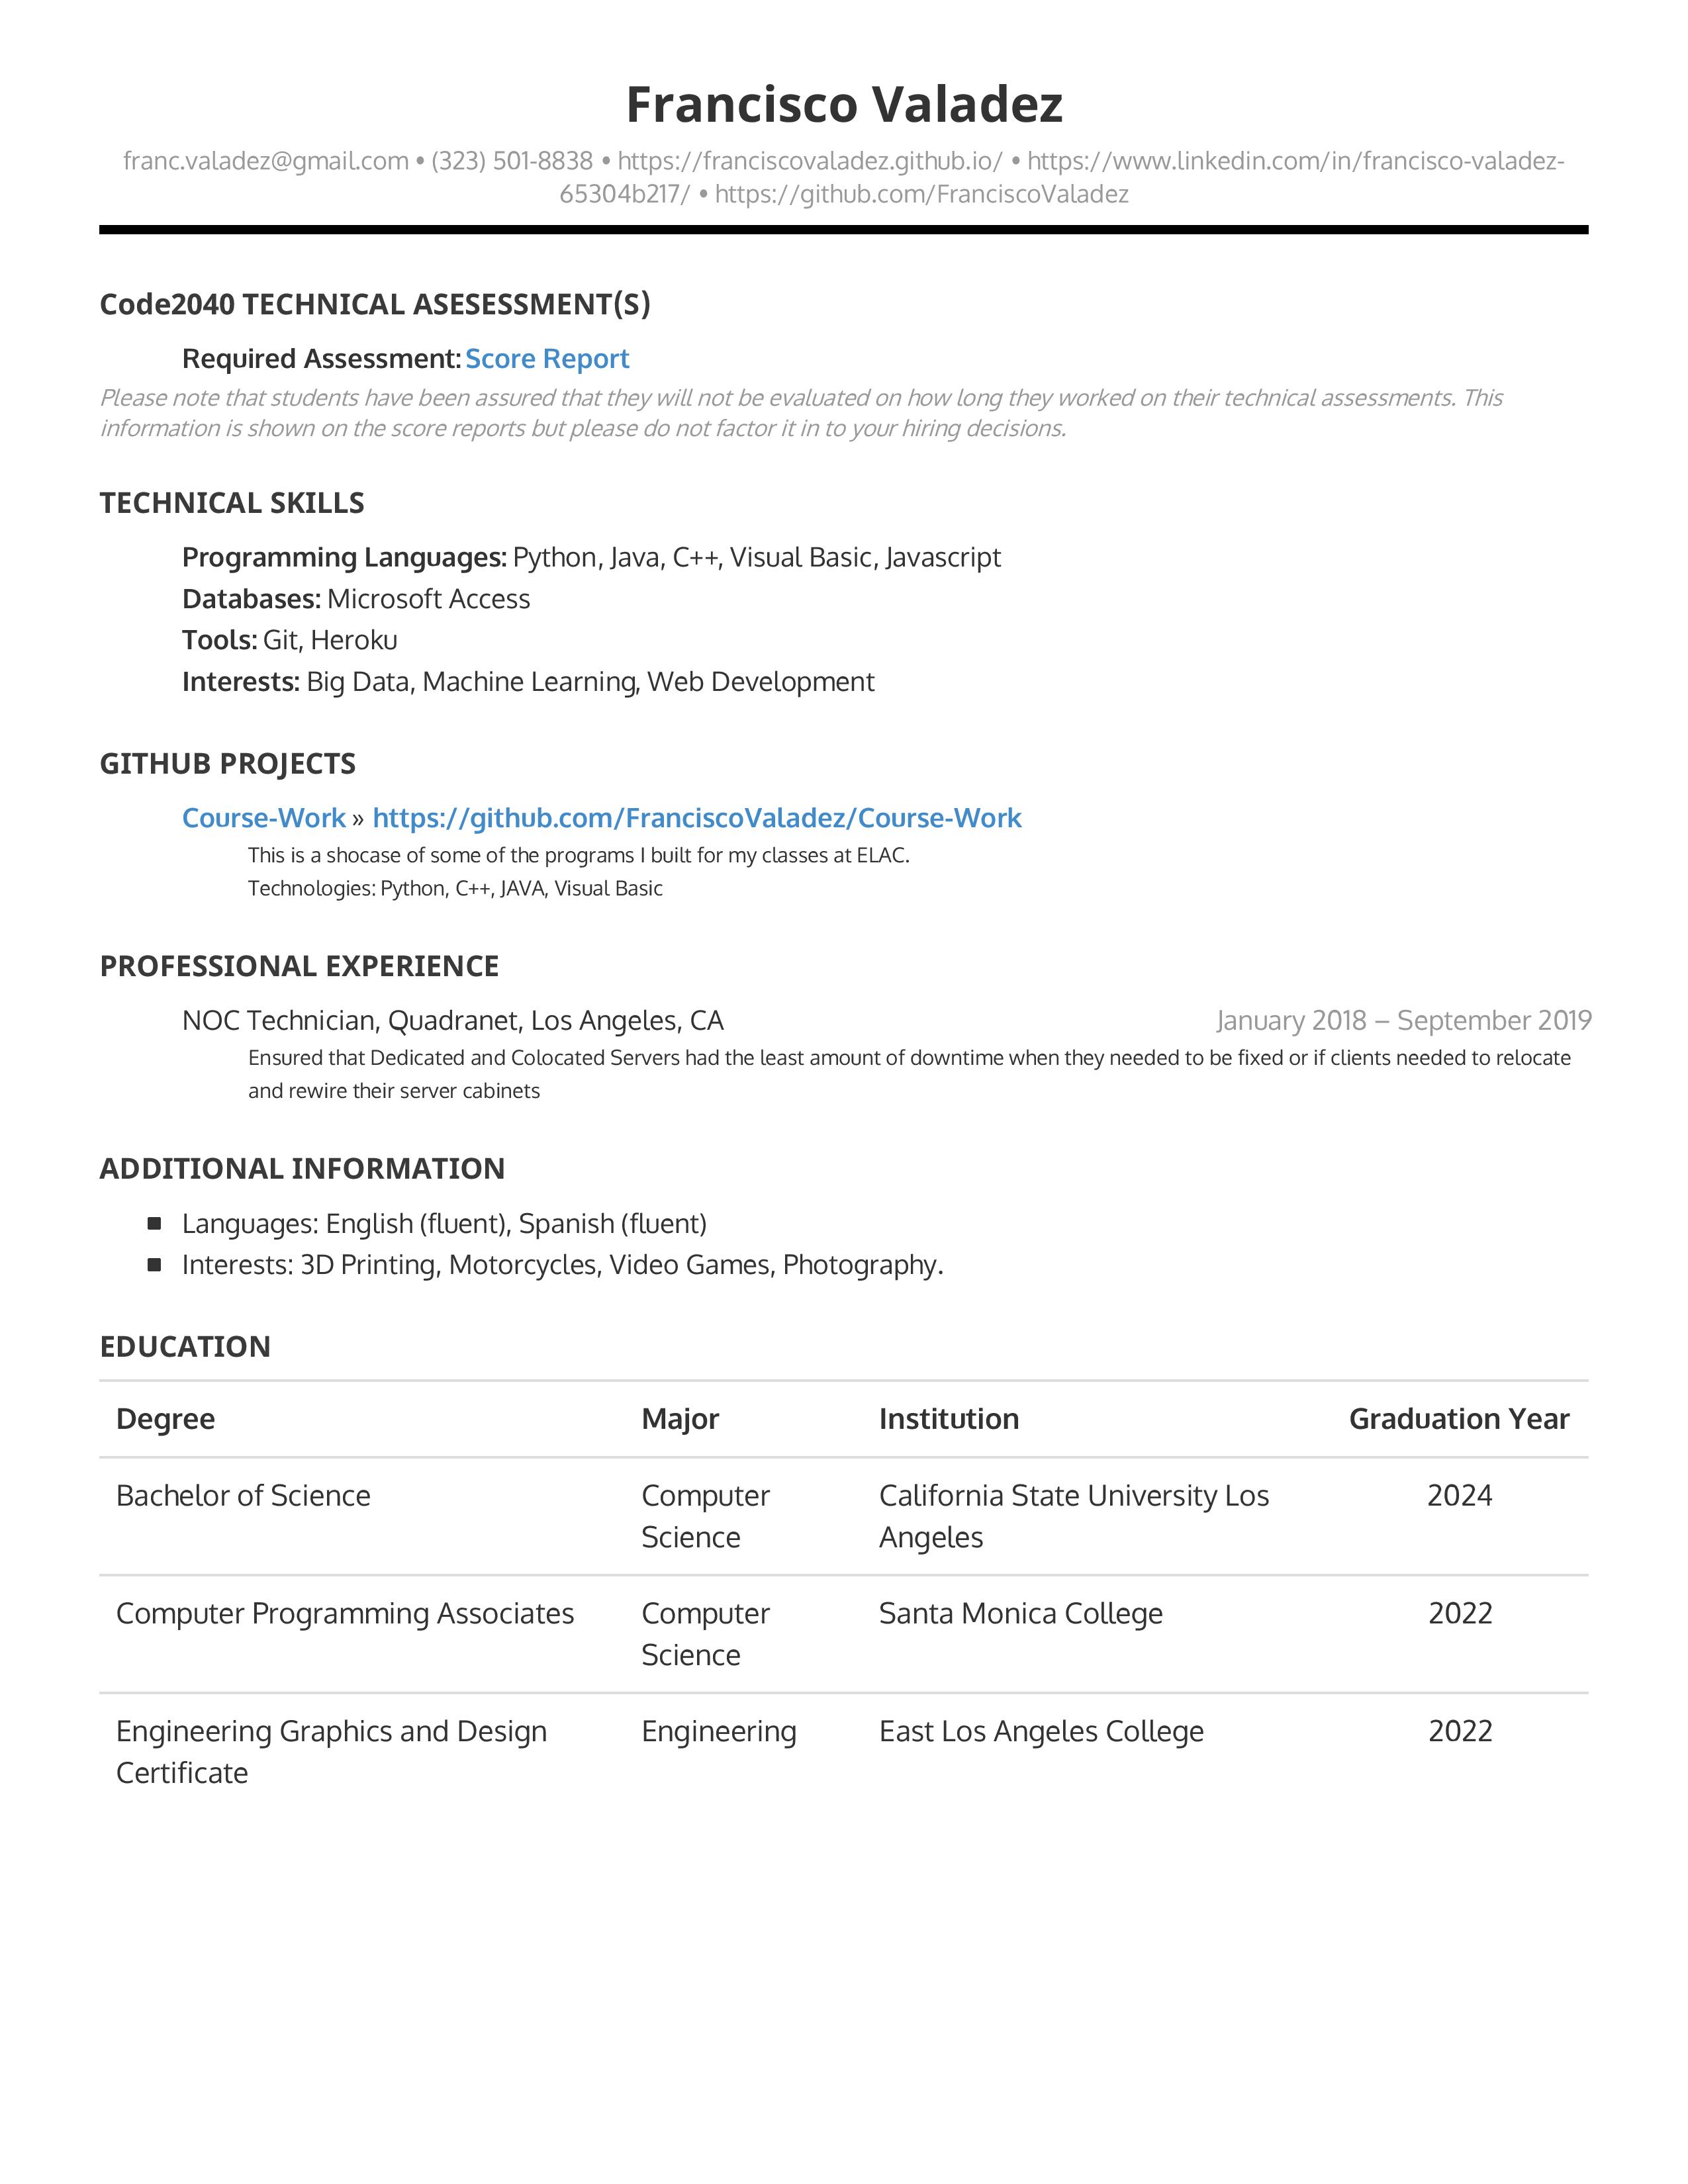 Francisco Valadez
franc.valadez@gmail.com • (323) 501-8838 • https://franciscovaladez.github.io/ • https://www.linkedin.com/in/francisco-valadez-
65304b217/ • https://github.com/FranciscoValadez
Code2040 TECHNICAL ASESESSMENT(S)
Required Assessment: Score Report
Please note that students have been assured that they will not be evaluated on how long they worked on their technical assessments. This
information is shown on the score reports but please do not factor it in to your hiring decisions.
TECHNICAL SKILLS
Programming Languages: Python, Java, C++, Visual Basic, Javascript
Databases: Microsoft Access
Tools: Git, Heroku
Interests: Big Data, Machine Learning, Web Development
GITHUB PROJECTS
Course-Work » https://github.com/FranciscoValadez/Course-Work
This is a shocase of some of the programs I built for my classes at ELAC.
Technologies: Python, C++, JAVA, Visual Basic
PROFESSIONAL EXPERIENCE
NOC Technician, Quadranet, Los Angeles, CA January 2018 – September 2019
Ensured that Dedicated and Colocated Servers had the least amount of downtime when they needed to be fixed or if clients needed to relocate
and rewire their server cabinets
ADDITIONAL INFORMATION
▪ Languages: English (fluent), Spanish (fluent)
▪ Interests: 3D Printing, Motorcycles, Video Games, Photography.
EDUCATION
Degree Major Institution Graduation Year
Bachelor of Science Computer California State University Los 2024
Science Angeles
Computer Programming Associates Computer Santa Monica College 2022
Science
Engineering Graphics and Design Engineering East Los Angeles College 2022
Certificate